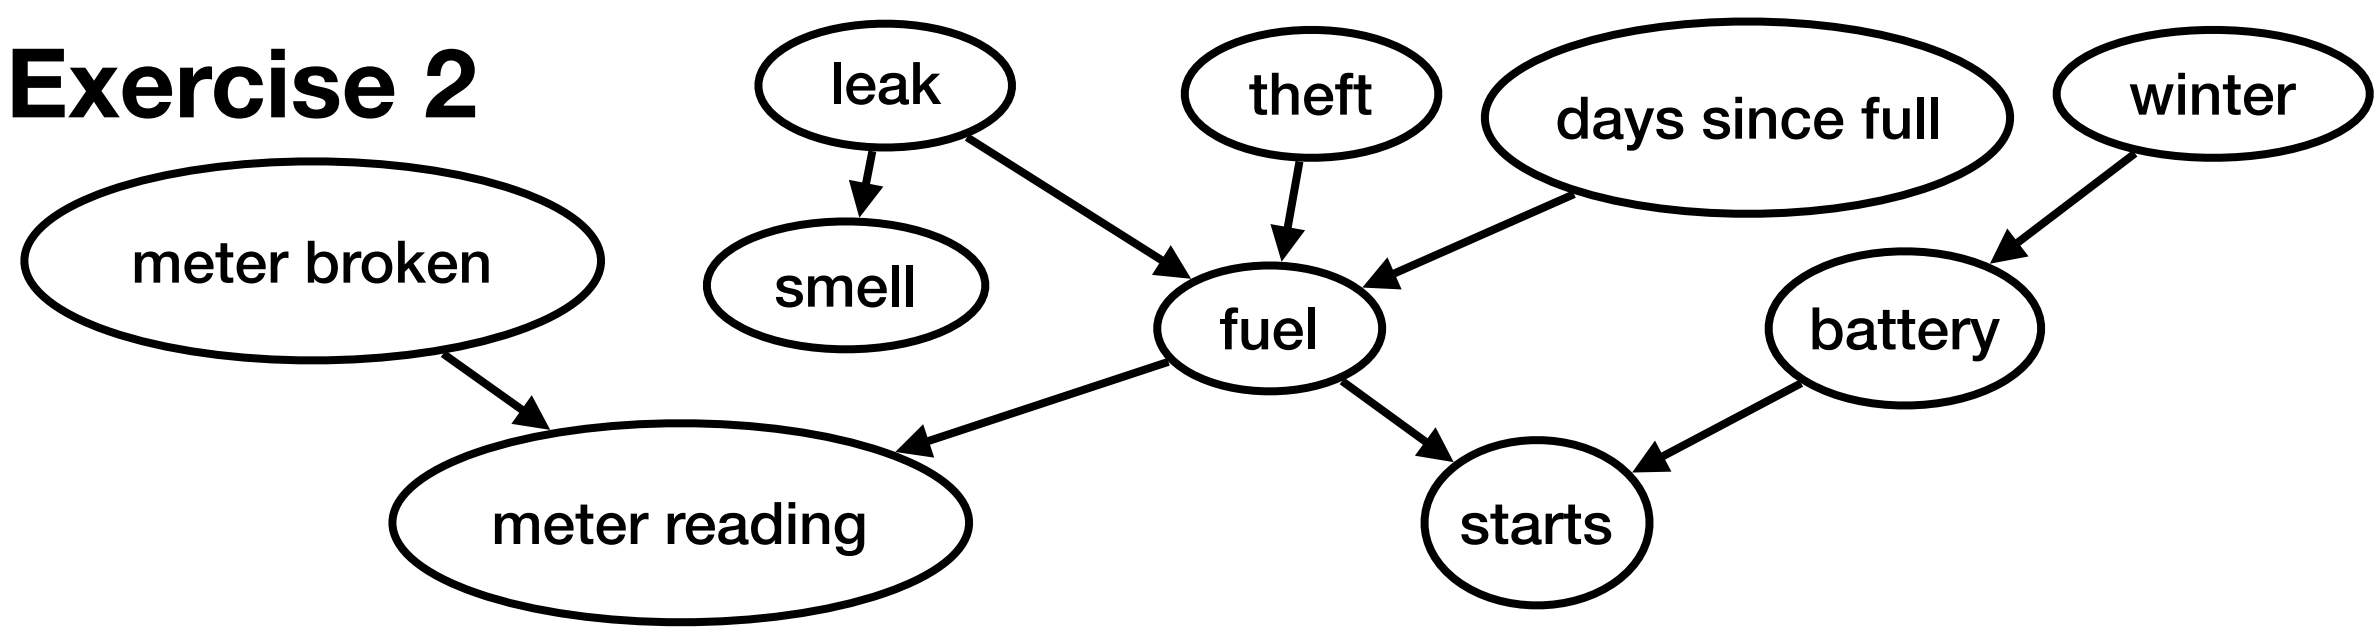 Exercise 2
leak
theft
days since full
winter
meter broken
smell
fuel
battery
meter reading
starts